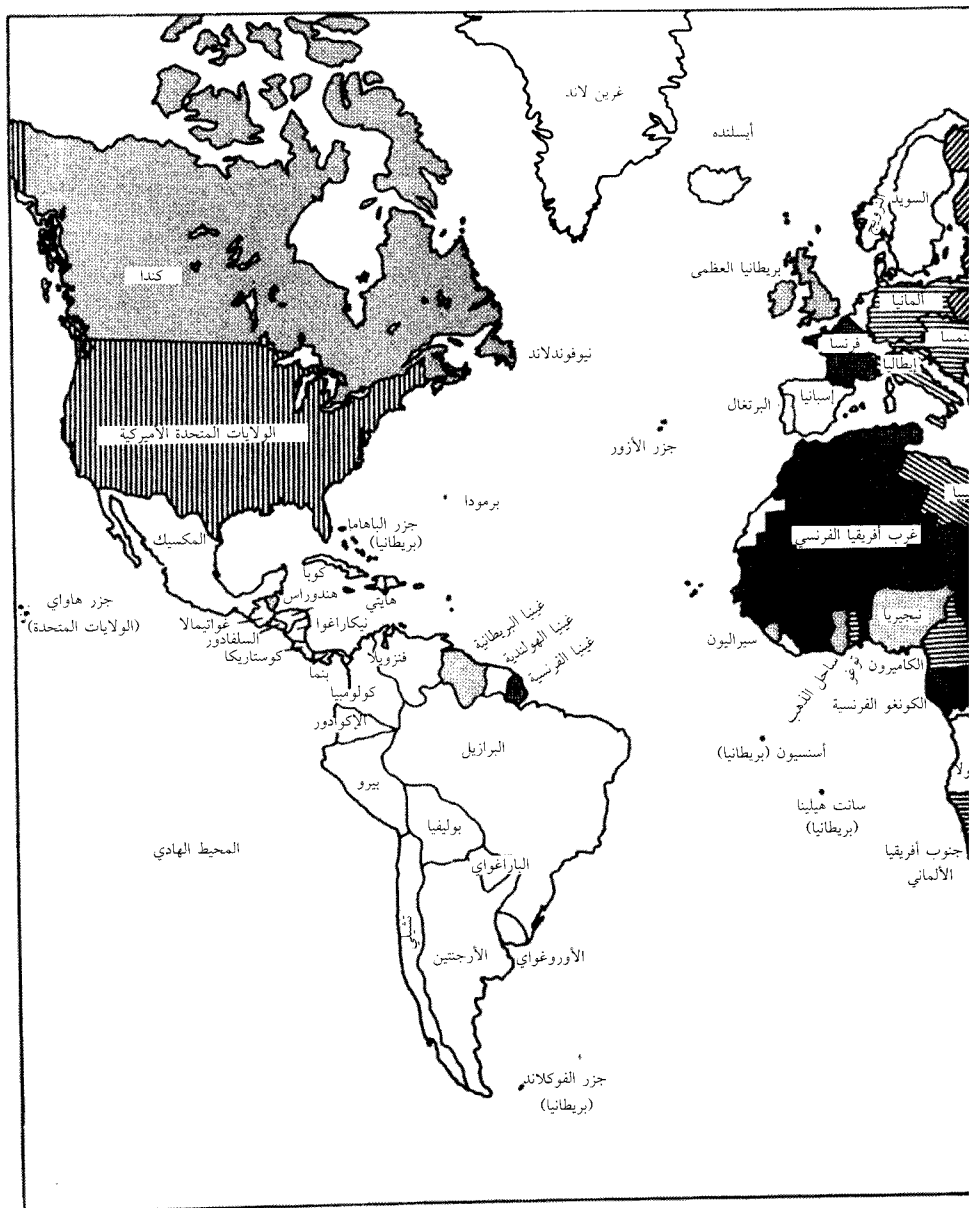 غرين لاند
أيسلنده
السويد
النرويج
بريطانيا العظمى
ألمانيا
كندا
فرنسا
إيطاليا
نيوفوندلاند
إسبانيا
البرتغال
الولايات المتحدة الأميركية
جزر الأزور
برمودا
جزر الباهاما
(بريطانيا)
غرب أفريقيا الفرنسي
المكسيك
كوبا
هندوراس
هايتي
جزر هاواي
(الولايات المتحدة)
غواتيمالا
نيكاراغوا
السلفادور
كوستاريكا
بنما
فنزويلا
غينيا البريطانية
غينيا الهولندية
غينيا الفرنسية
نيجيريا
سيراليون
ساحل الذهب
توغو
الكاميرون
الكونغو الفرنسية
كولومبيا
الإكوادور
البرازيل
أسنسيون (بريطانيا)
بيرو
سانت هيلينا
(بريطانيا)
بوليفيا
المحيط الهادي
جنوب أفريقيا
الألماني
الباراغواي
تشيلي
الأرجنتين
الأوروغواي
جزر الفوكلاند
(بريطانيا)